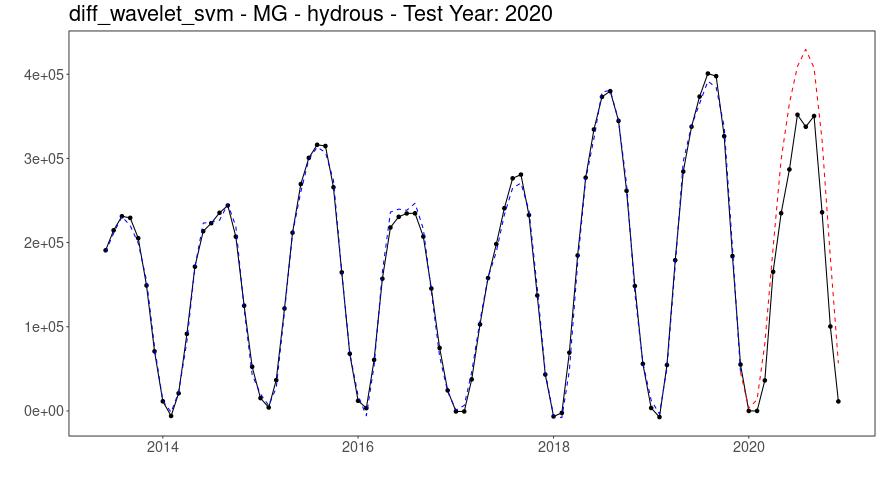 diff_wavelet_svm - MG - hydrous - Test Year: 2020
4e+05
3e+05
2e+05
1e+05
0e+00
2014 2016 2018 2020